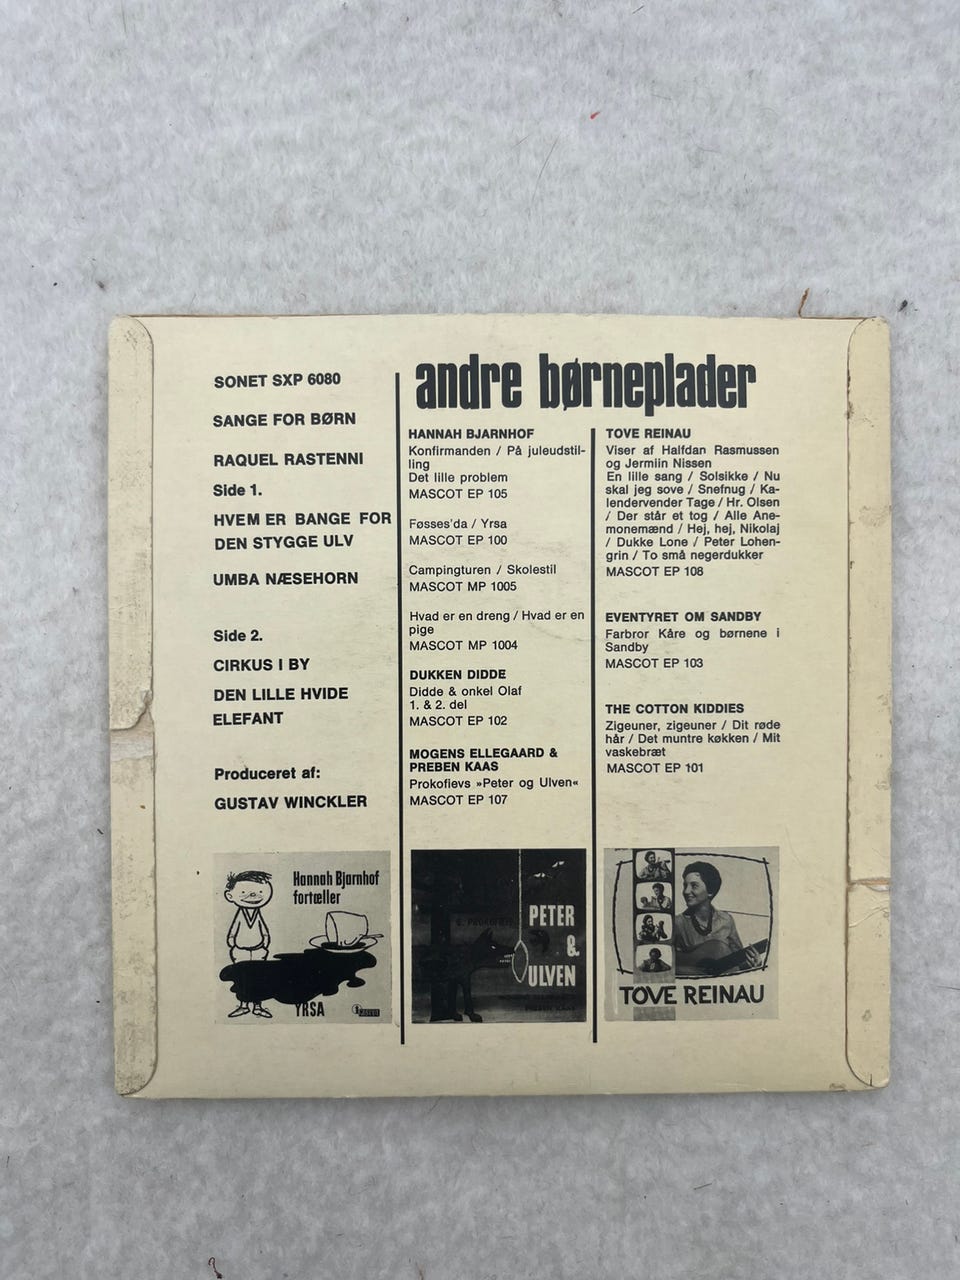 SONET SXP 6080
SANGE FOR BØRN
RAQUEL RASTENNI
Side 1.
HVEM ER BANGE FOR
DEN STYGGE ULV
UMBA NÆSEHORN
Side 2.
CIRKUS I BY
DEN LILLE HVIDE
ELEFANT
Produceret af:
GUSTAV WINCKLER
andre børneplader
HANNAH BJARNHOF
Konfirmanden / På juleudstil-
ling
Det lille problem
MASCOT EP 105
Føsses'da / Yrsa
MASCOT EP 100
Campingturen / Skolestil
MASCOT MP 1005
Hvad er en dreng / Hvad er en
pige
MASCOT MP 1004
DUKKEN DIDDE
Didde & onkel Olaf
1. & 2. del
MASCOT EP 102
MOGENS ELLEGAARD &
PREBEN KAAS
Prokofievs »Peter og Ulven«
MASCOT EP 107
TOVE REINAU
Viser af Halfdan Rasmussen
og Jermiin Nissen
En lille sang / Solsikke / Nu
skal jeg sove / Snefnug / Ka-
lendervender Tage / Hr. Olsen
/ Der står et tog / Alle Ane-
monemænd / Hej, hej, Nikolaj
/ Dukke Lone / Peter Lohen-
grin / To små negerdukker
MASCOT EP 108
EVENTYRET OM SANDBY
Farbror Kåre og børnene i
Sandby
MASCOT EP 103
THE COTTON KIDDIES
Zigeuner, zigeuner / Dit røde
hår / Det muntre køkken / Mit
vaskebræt
MASCOT EP 101
Hannah Bjarnhof
fortæller
YRSA
PETER
&
ULVEN
TOVE REINAU